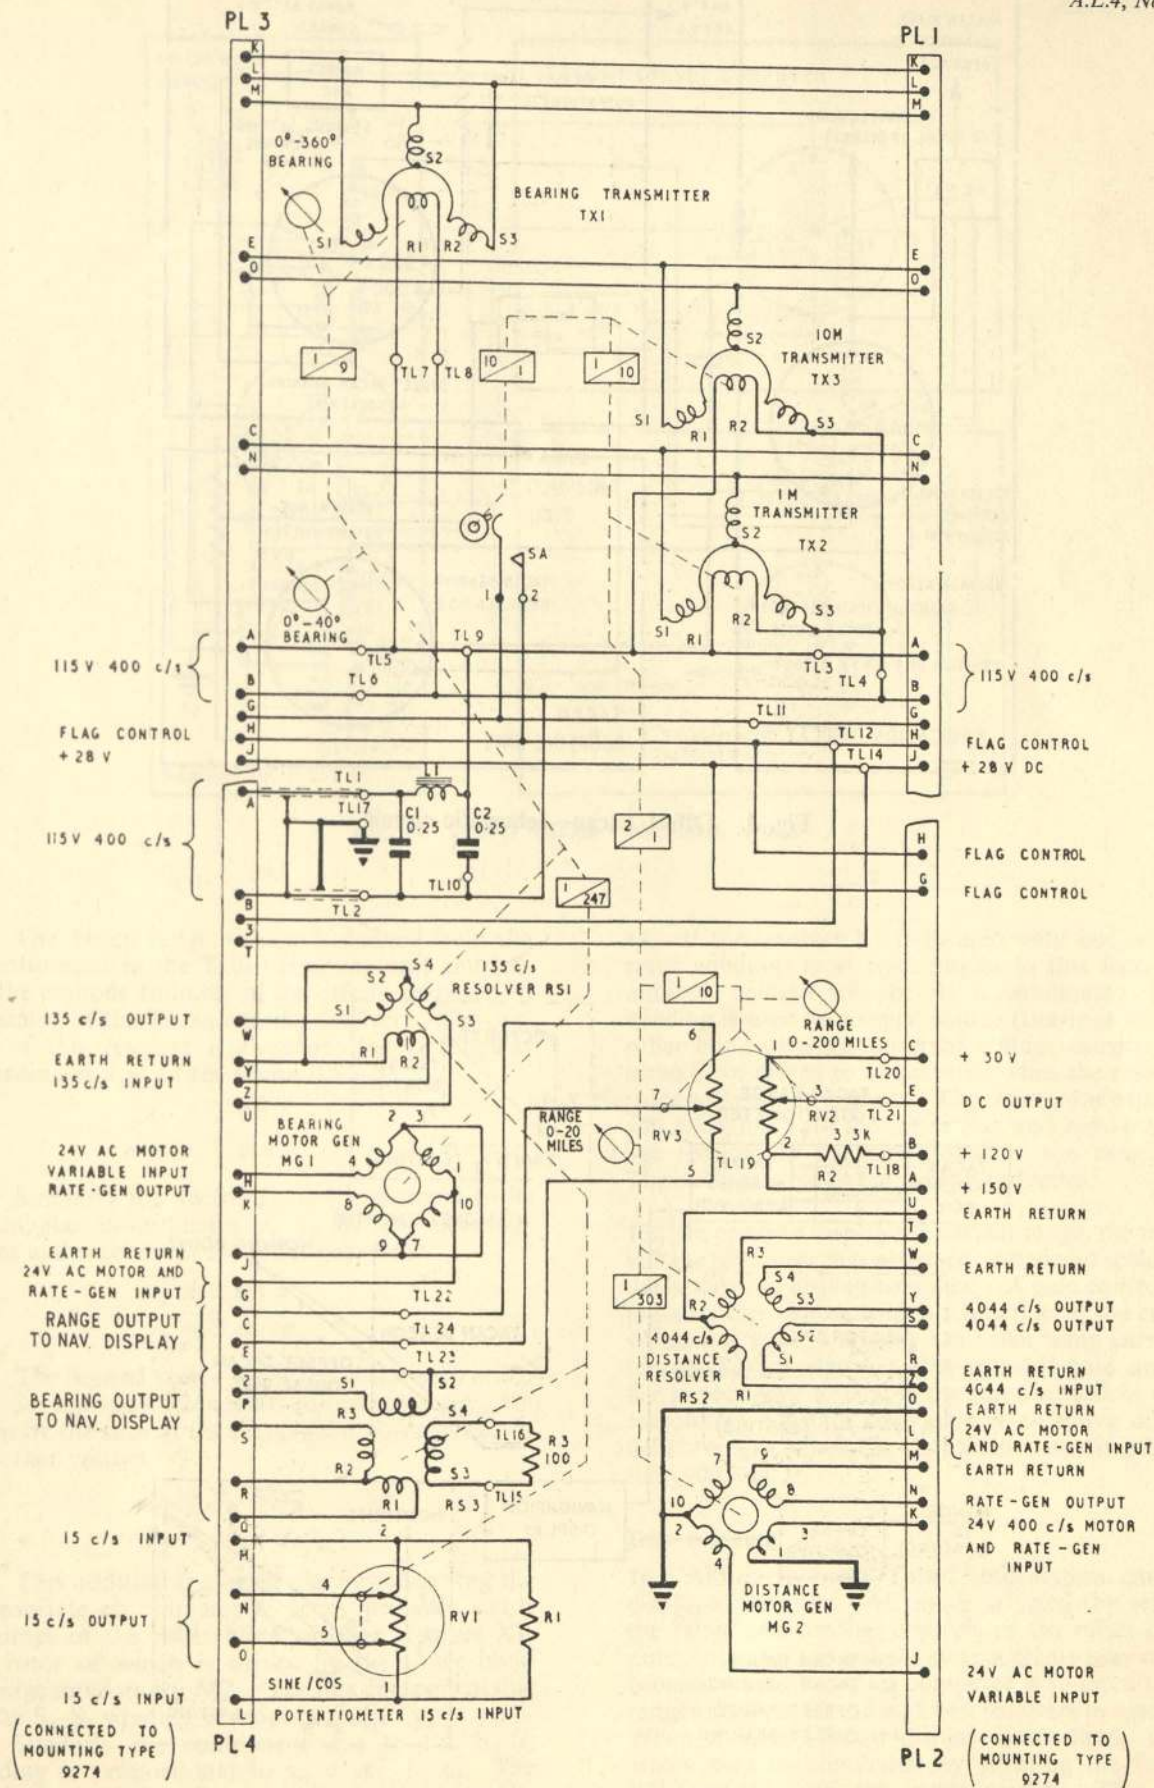 A.L.4, No
PL 3
PL 1
K
L
M
K
L
M
0°-360°
BEARING
S2
BEARING TRANSMITTER
TX1
S1
R1
R2
S3
E
O
E
O
1/9
TL7
TL8
10/1
1/10
S2
10M
TRANSMITTER
TX3
S1
R1
R2
S3
C
N
C
N
1M
TRANSMITTER
TX2
S2
SA
1
2
S1
R1
R2
S3
0°-40°
BEARING
115V 400 c/s
A
TL5
TL9
TL3
A
B
TL6
TL4
B
115V 400 c/s
G
TL11
G
FLAG CONTROL
H
TL12
H
FLAG CONTROL
+ 28 V
J
TL14
J
+ 28 V DC
115V 400 c/s
A
TL1
L1
TL17
C1
0·25
C2
0·25
2/1
H
FLAG CONTROL
TL10
G
FLAG CONTROL
B
TL2
1/247
3
T
S4
S2
135 c/s
RESOLVER RS1
S1
S3
135 c/s OUTPUT
W
R1
R2
EARTH RETURN
Y
135 c/s INPUT
Z
U
1/10
RANGE
0-200 MILES
6
1
C
+ 30V
TL20
7
3
E
DC OUTPUT
RV3
RV2
TL21
RANGE
0-20
MILES
2
3 3K
B
+ 120V
5
TL19
R2
TL18
A
+ 150V
BEARING
MOTOR GEN
MG1
2
3
4
1
24V AC MOTOR
VARIABLE INPUT
H
RATE-GEN OUTPUT
K
8
10
9
7
EARTH RETURN
J
24V AC MOTOR AND
RATE-GEN INPUT
G
U
EARTH RETURN
T
W
EARTH RETURN
R3
S4
1/303
R2
S3
Y
4044 c/s OUTPUT
S
4044 c/s OUTPUT
4044 c/s
DISTANCE
RESOLVER
RS2
S2
S1
R1
R
EARTH RETURN
Z
4044 c/s INPUT
O
EARTH RETURN
RANGE OUTPUT
TO NAV. DISPLAY
C
TL22
E
TL24
2
TL23
BEARING OUTPUT
TO NAV. DISPLAY
P
S1
S2
R3
S
S4
TL16
R3
100
R2
S3
TL15
R
R1
RS3
Q
L
24V AC MOTOR
AND RATE-GEN INPUT
M
EARTH RETURN
7
9
10
8
N
RATE-GEN OUTPUT
2
3
K
24V 400 c/s MOTOR
AND RATE-GEN
INPUT
4
1
DISTANCE
MOTOR GEN
MG2
15 c/s INPUT
M
2
15 c/s OUTPUT
N
4
RV1
R1
O
5
15 c/s INPUT
L
SINE/COS
1
POTENTIOMETER 15 c/s INPUT
J
24V AC MOTOR
VARIABLE INPUT
(CONNECTED TO
MOUNTING TYPE
9274)
PL4
PL2
(CONNECTED TO
MOUNTING TYPE
9274)